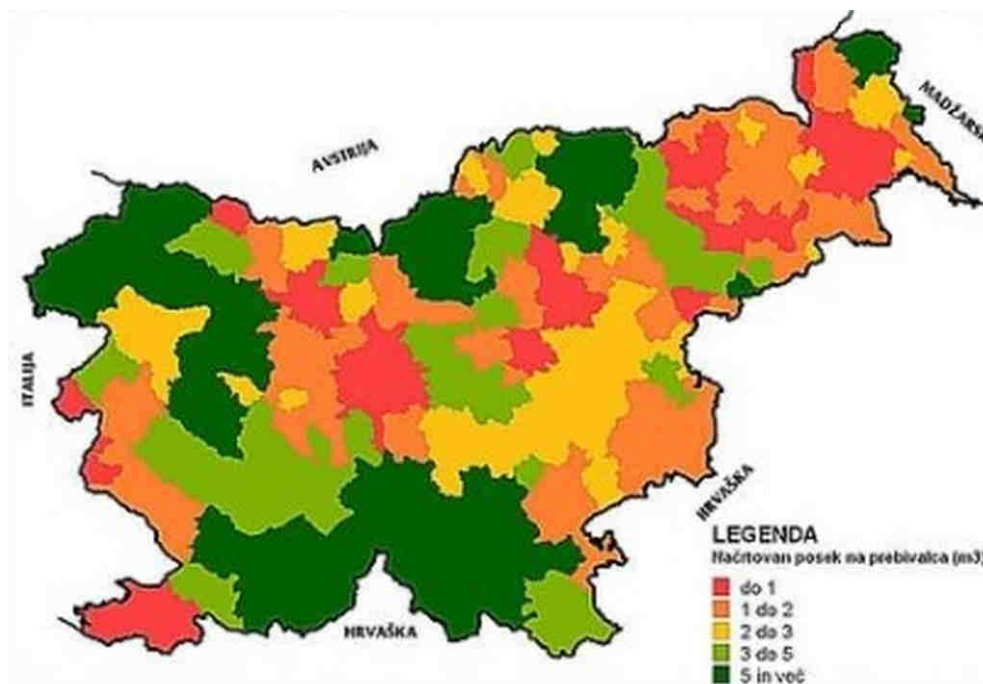 AVSTRIJA
MADŽARSKA
ITALIJA
HRVAŠKA
HRVAŠKA
LEGENDA
Načrtovan posek na prebivalca (m3)
do 1
1 do 2
2 do 3
3 do 5
5 in več